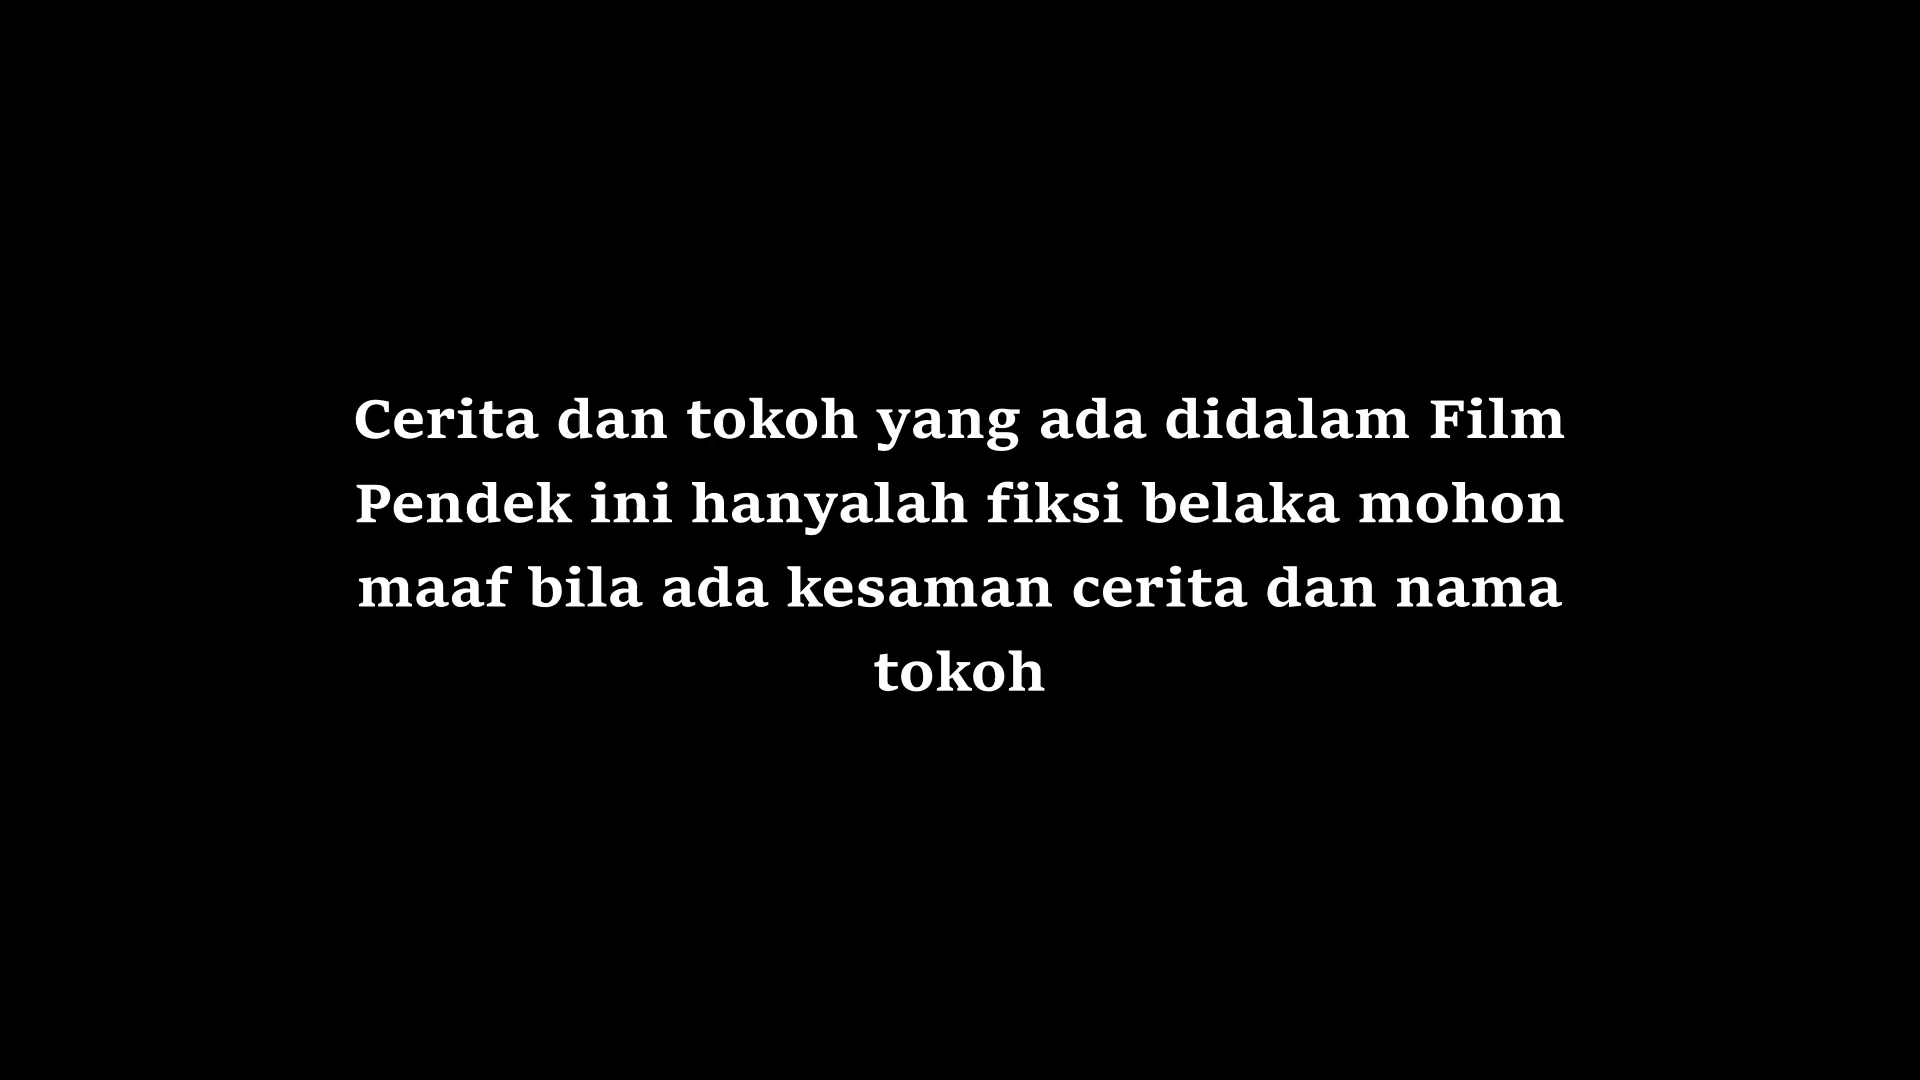 Cerita dan tokoh yang ada didalam Film
Pendek ini hanyalah fiksi belaka mohon
maaf bila ada kesaman cerita dan nama
tokoh